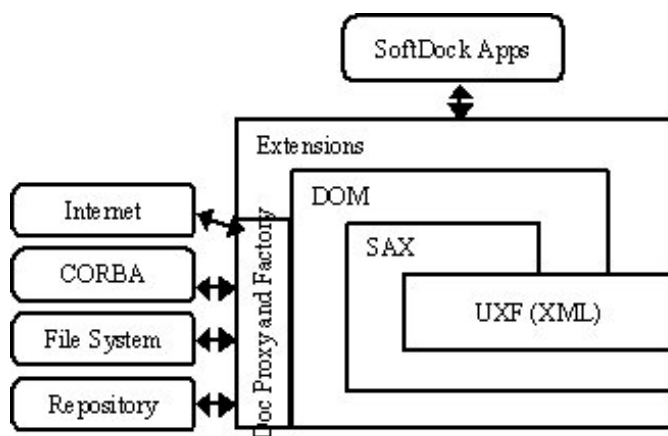 SoftDock Apps
Extensions
DOM
SAX
UXF (XML)
Doc Proxy and Factory
Internet
CORBA
File System
Repository